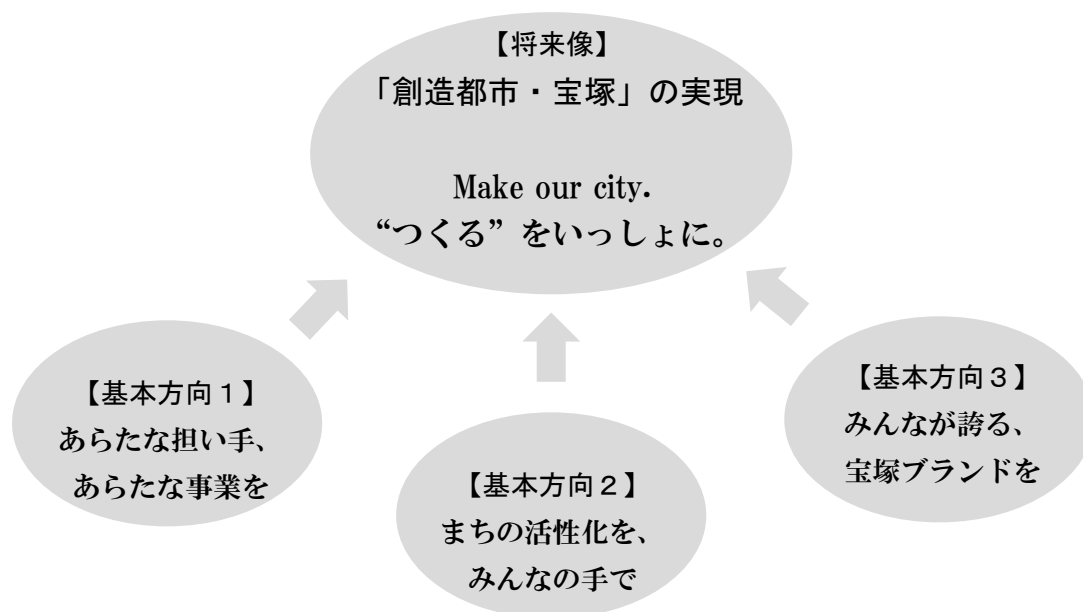 【将来像】
「創造都市・宝塚」の実現
Make our city.
“つくる”をいっしょに。
【基本方向１】
あらたな担い手、
あらたな事業を
【基本方向２】
まちの活性化を、
みんなの手で
【基本方向３】
みんなが誇る、
宝塚ブランドを